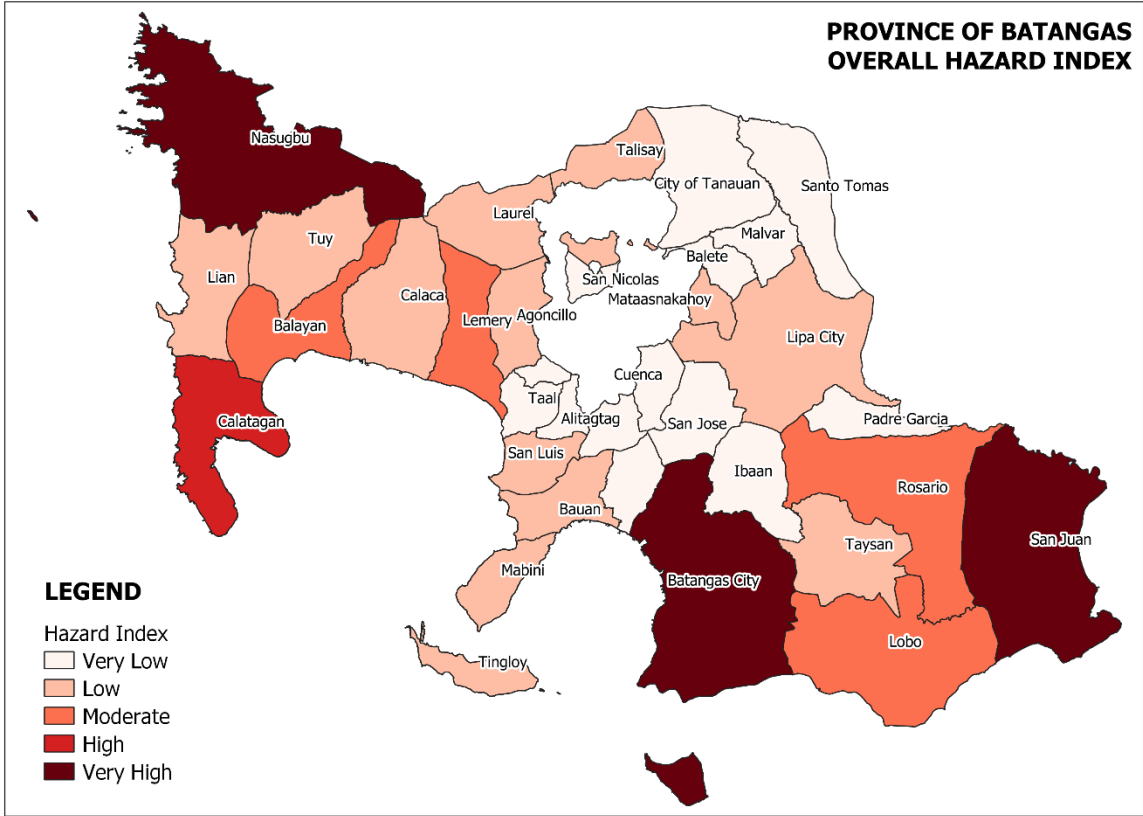 PROVINCE OF BATANGAS
OVERALL HAZARD INDEX
Nasugbu
Talisay
City of Tanauan
Santo Tomas
Laurel
Tuy
Malvar
Balete
Lian
San Nicolas
Calaca
Mataasnakahoy
Agoncillo
Lemery
Balayan
Lipa City
Cuenca
Taal
Alitagtag
San Jose
Padre Garcia
Calatagan
San Luis
Ibaan
Rosario
Bauan
San Juan
Taysan
Mabini
Batangas City
Lobo
Tingloy
LEGEND
Hazard Index
Very Low
Low
Moderate
High
Very High